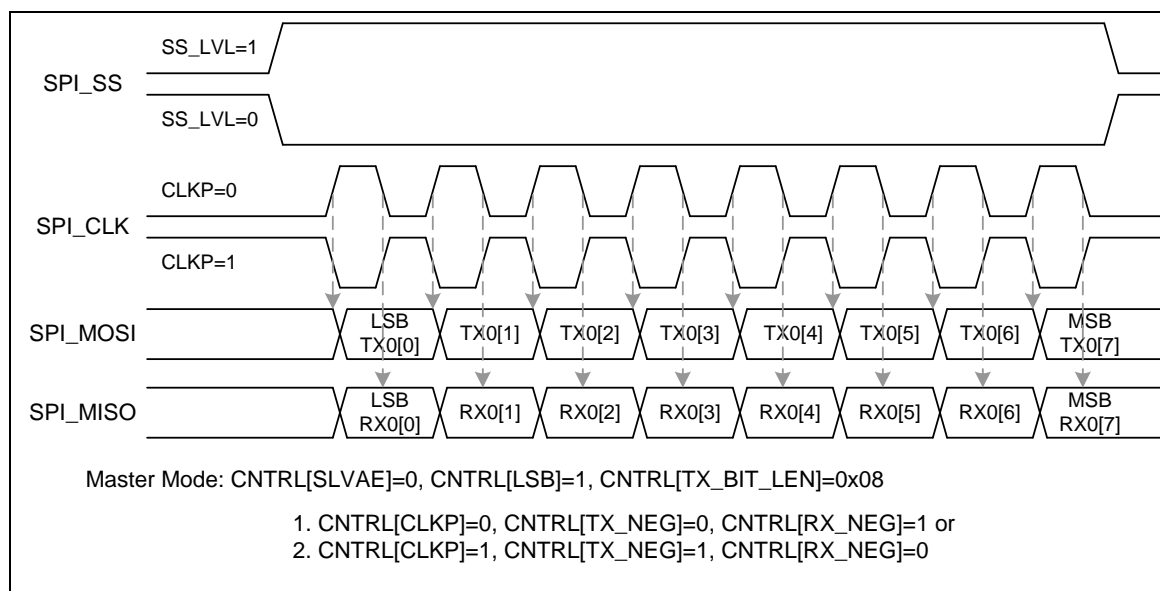 SS_LVL=1
SPI_SS
SS_LVL=0
CLKP=0
SPI_CLK
CLKP=1
SPI_MOSI
LSB
TX0[0]
TX0[1]
TX0[2]
TX0[3]
TX0[4]
TX0[5]
TX0[6]
MSB
TX0[7]
SPI_MISO
LSB
RX0[0]
RX0[1]
RX0[2]
RX0[3]
RX0[4]
RX0[5]
RX0[6]
MSB
RX0[7]
Master Mode: CNTRL[SLVAE]=0, CNTRL[LSB]=1, CNTRL[TX_BIT_LEN]=0x08
1. CNTRL[CLKP]=0, CNTRL[TX_NEG]=0, CNTRL[RX_NEG]=1 or
2. CNTRL[CLKP]=1, CNTRL[TX_NEG]=1, CNTRL[RX_NEG]=0